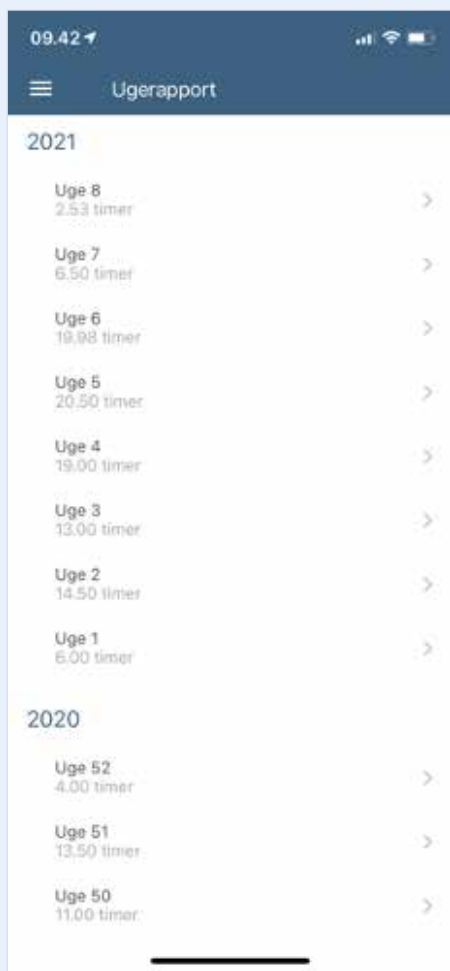 09.42
Ugerapport
2021
Uge 8
2.53 timer
Uge 7
6.50 timer
Uge 6
19.98 timer
Uge 5
20.50 timer
Uge 4
19.00 timer
Uge 3
13.00 timer
Uge 2
14.50 timer
Uge 1
6.00 timer
2020
Uge 52
4.00 timer
Uge 51
13.50 timer
Uge 50
11.00 timer